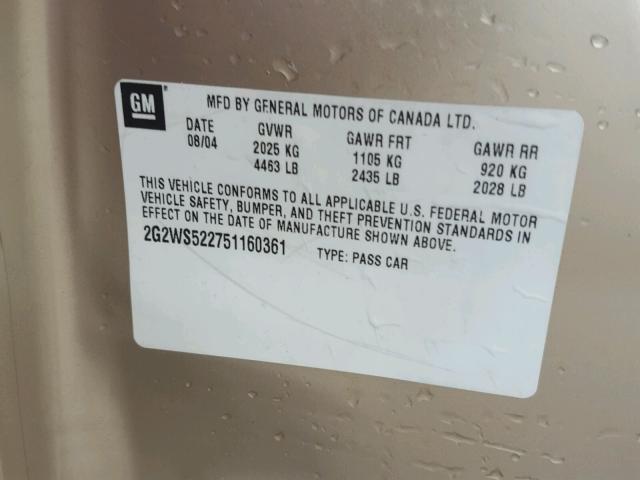 GM
MFD BY GENERAL MOTORS OF CANADA LTD.
DATE GVWR GAWR FRT GAWR RR
08/04 2025 KG 1105 KG 920 KG
4463 LB 2435 LB 2028 LB
THIS VEHICLE CONFORMS TO ALL APPLICABLE U.S. FEDERAL MOTOR
VEHICLE SAFETY, BUMPER, AND THEFT PREVENTION STANDARDS IN
EFFECT ON THE DATE OF MANUFACTURE SHOWN ABOVE.
2G2WS522751160361 TYPE: PASS CAR